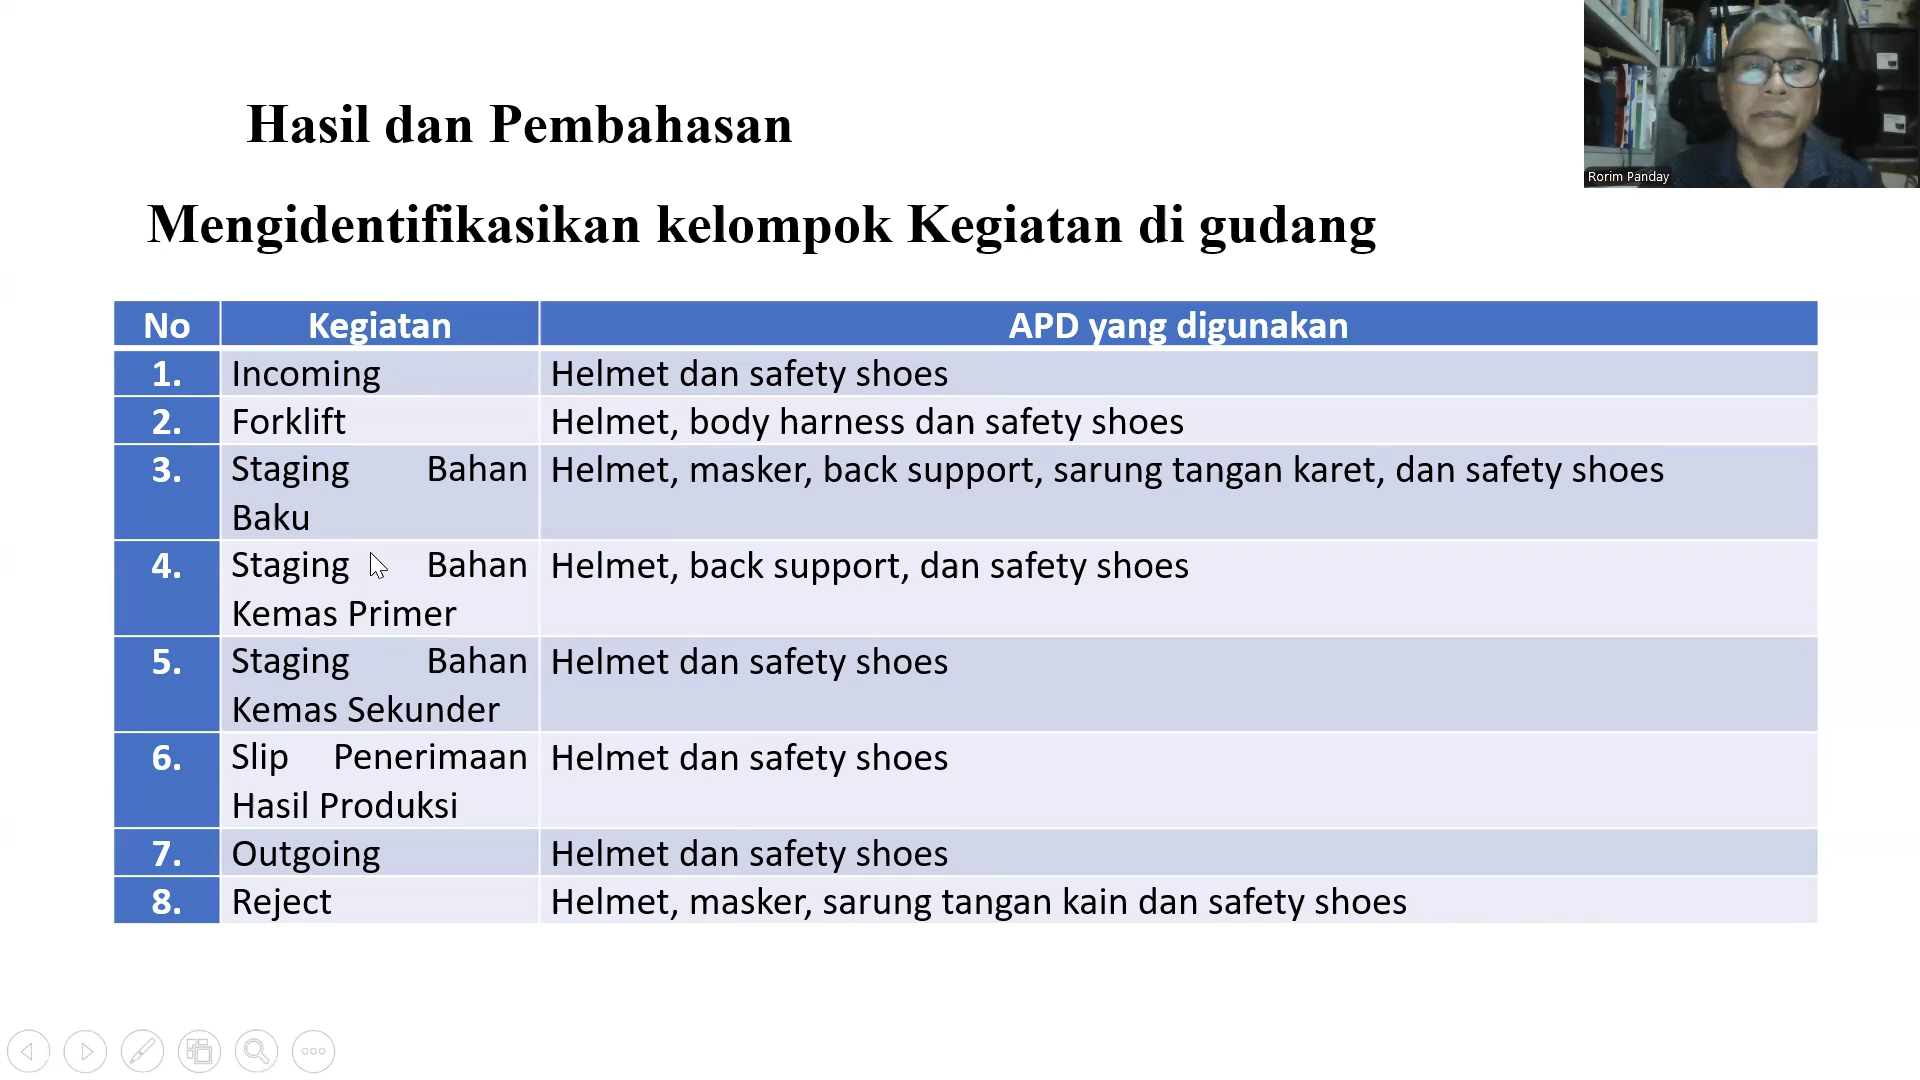 Rorim Panday
Hasil dan Pembahasan
Mengidentifikasikan kelompok Kegiatan di gudang
No Kegiatan APD yang digunakan
1. Incoming Helmet dan safety shoes
2. Forklift Helmet, body harness dan safety shoes
3. Staging Bahan Helmet, masker, back support, sarung tangan karet, dan safety shoes
Baku
4. Staging Bahan Helmet, back support, dan safety shoes
Kemas Primer
5. Staging Bahan Helmet dan safety shoes
Kemas Sekunder
6. Slip Penerimaan Helmet dan safety shoes
Hasil Produksi
7. Outgoing Helmet dan safety shoes
8. Reject Helmet, masker, sarung tangan kain dan safety shoes